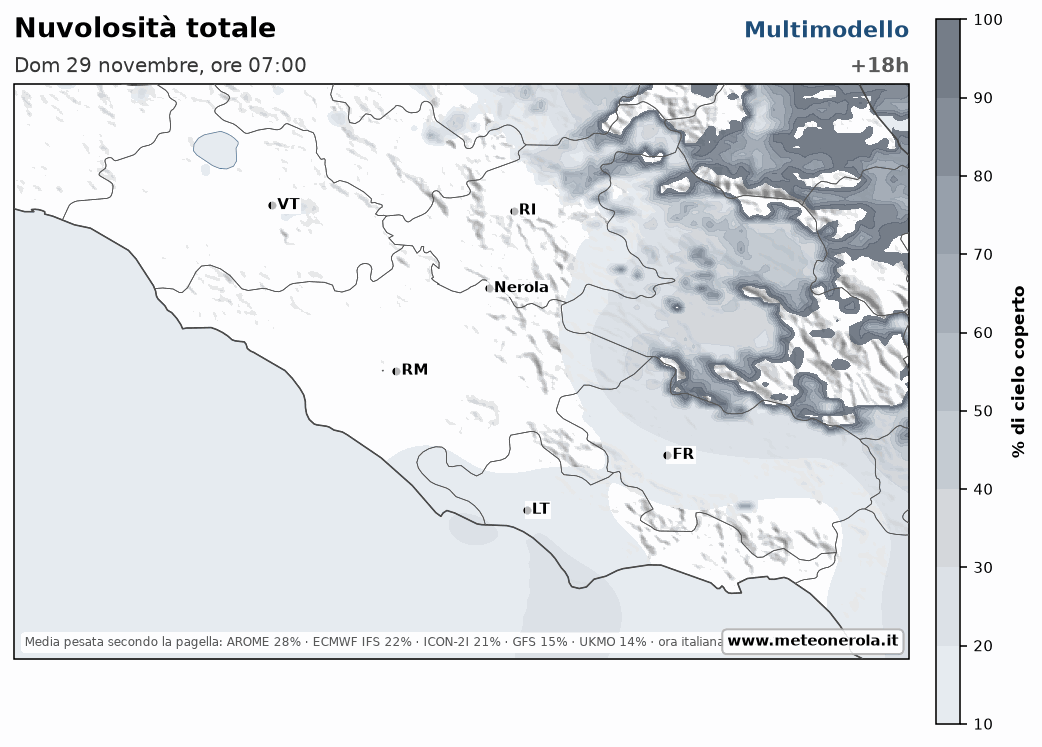 Nuvolosità totale
Multimodello
Dom 29 novembre, ore 07:00
+18h
VT
RI
Nerola
RM
FR
LT
Media pesata secondo la pagella: AROME 28% · ECMWF IFS 22% · ICON-2I 21% · GFS 15% · UKMO 14% · ora italiana
www.meteonerola.it
100
90
80
70
60
50
40
30
20
10
% di cielo coperto